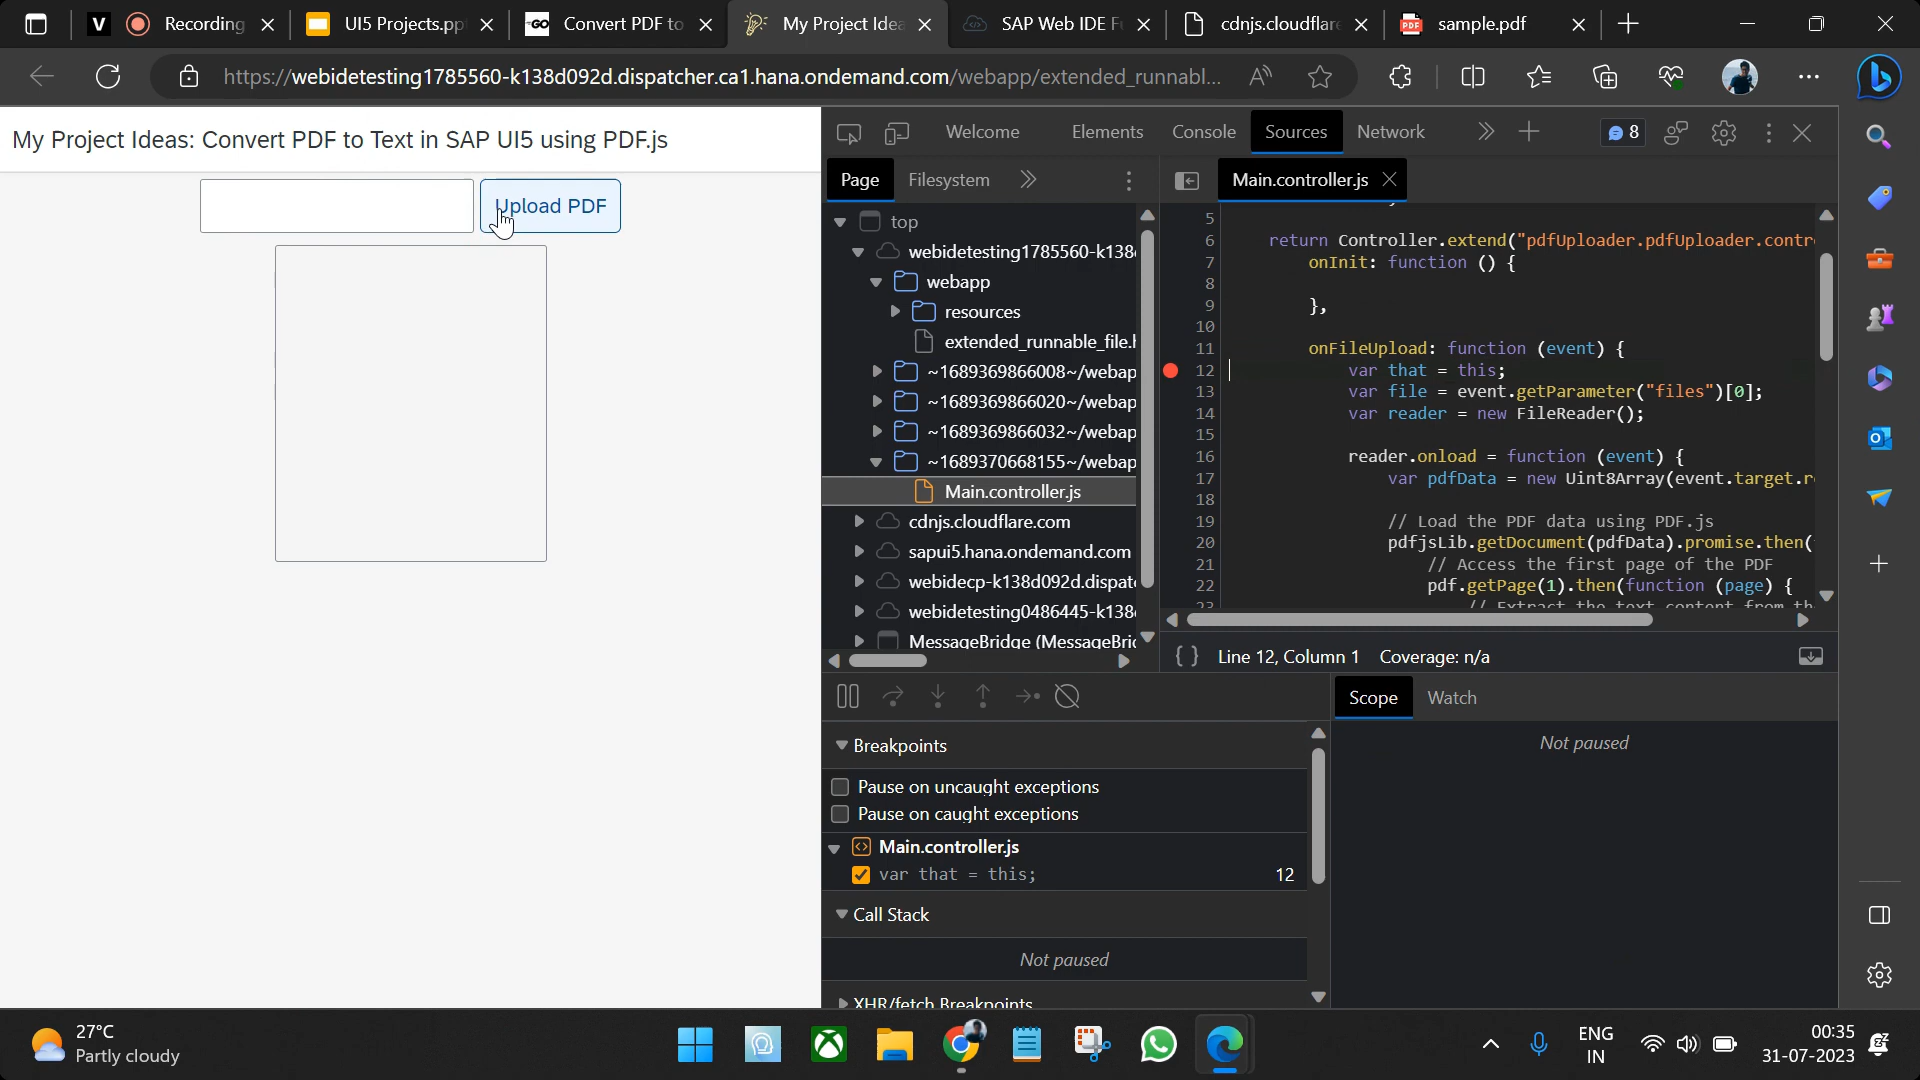 Recording
UI5 Projects.pp
Convert PDF to
My Project Idea
SAP Web IDE F
cdnjs.cloudflare
sample.pdf
https://webidetesting1785560-k138d092d.dispatcher.ca1.hana.ondemand.com/webapp/extended_runnabl...
My Project Ideas: Convert PDF to Text in SAP UI5 using PDF.js
Upload PDF
Welcome
Elements
Console
Sources
Network
8
Page
Filesystem
Main.controller.js
top
webidetesting1785560-k138
webapp
resources
extended_runnable_file.h
~1689369866008~/webap
~1689369866020~/webap
~1689369866032~/webap
~1689370668155~/webap
Main.controller.js
cdnjs.cloudflare.com
sapui5.hana.ondemand.com
webidecp-k138d092d.dispat
webidetesting0486445-k138
MessageBridge (MessageBri
5
6 return Controller.extend("pdfUploader.pdfUploader.contr
7 onInit: function () {
8
9 },
10
11 onFileUpload: function (event) {
12 var that = this;
13 var file = event.getParameter("files")[0];
14 var reader = new FileReader();
15
16 reader.onload = function (event) {
17 var pdfData = new Uint8Array(event.target.r
18
19 // Load the PDF data using PDF.js
20 pdfjsLib.getDocument(pdfData).promise.then(
21 // Access the first page of the PDF
22 pdf.getPage(1).then(function (page) {
23 // Extract the text content from th
{ } Line 12, Column 1 Coverage: n/a
Scope
Watch
Not paused
Breakpoints
Pause on uncaught exceptions
Pause on caught exceptions
Main.controller.js
var that = this; 12
Call Stack
Not paused
XHR/fetch Breakpoints
27°C
Partly cloudy
ENG
IN
00:35
31-07-2023